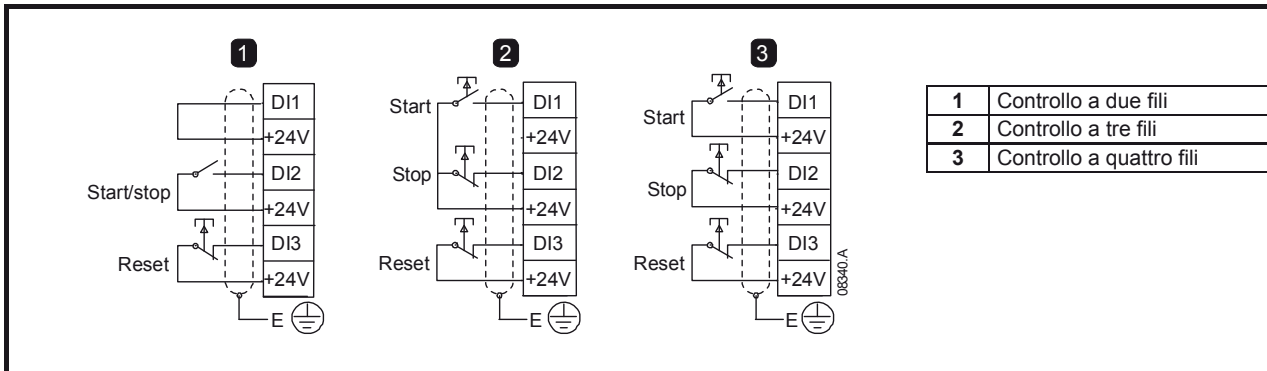 1
DI1
+24V
DI2
Start/stop
+24V
DI3
Reset
+24V
E
2
Start
DI1
+24V
Stop
DI2
+24V
DI3
Reset
+24V
E
3
Start
DI1
+24V
Stop
DI2
+24V
DI3
Reset
+24V
E
08340.A
1 Controllo a due fili
2 Controllo a tre fili
3 Controllo a quattro fili